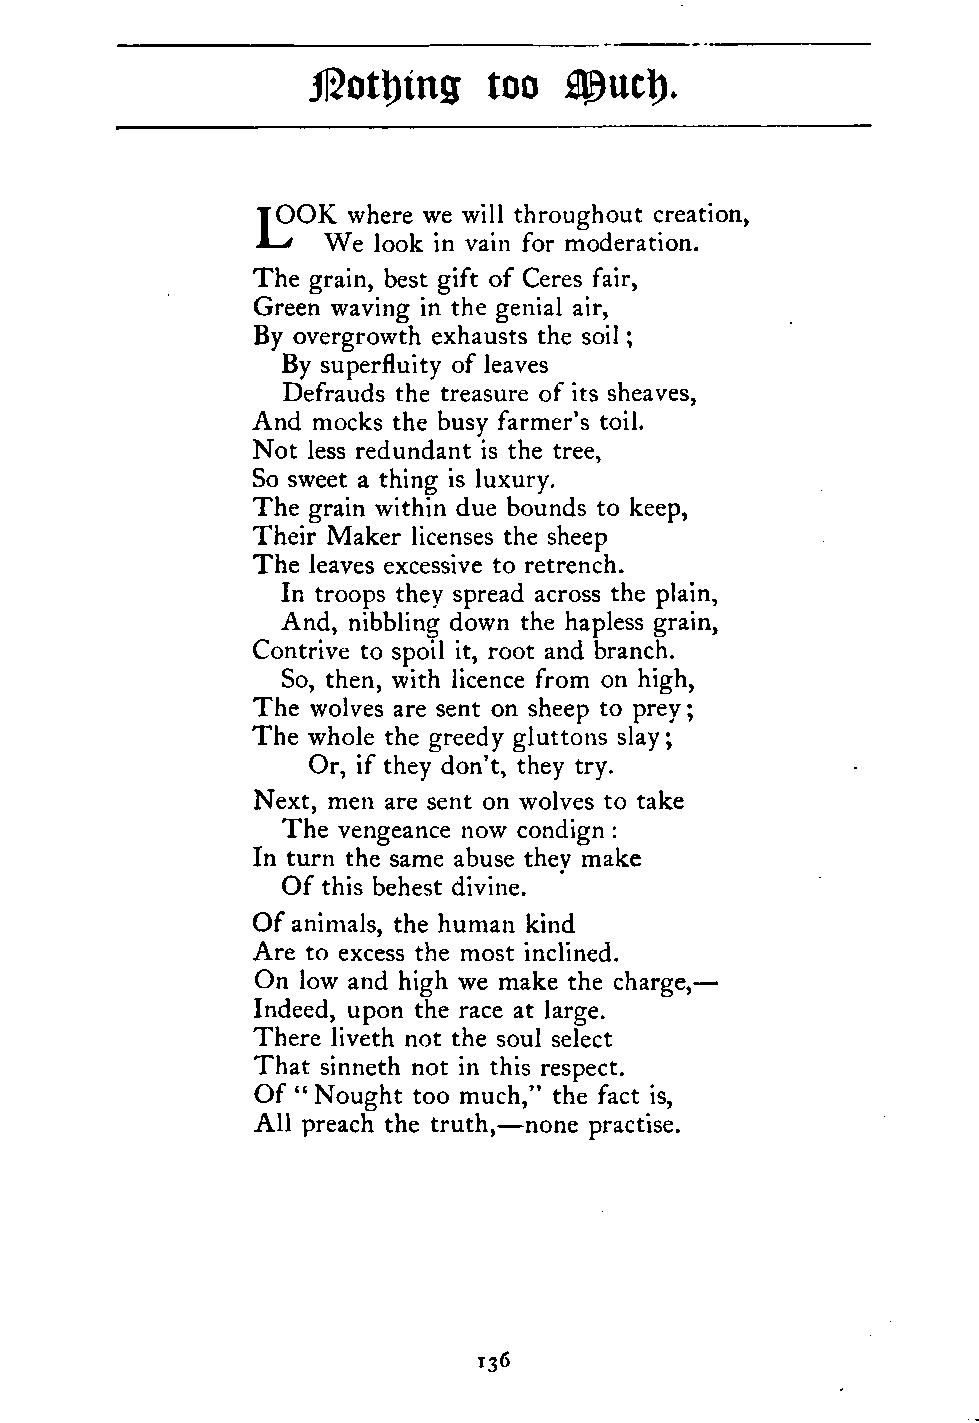 Nothing too Much.
LOOK where we will throughout creation,
We look in vain for moderation.
The grain, best gift of Ceres fair,
Green waving in the genial air,
By overgrowth exhausts the soil;
By superfluity of leaves
Defrauds the treasure of its sheaves,
And mocks the busy farmer's toil.
Not less redundant is the tree,
So sweet a thing is luxury.
The grain within due bounds to keep,
Their Maker licenses the sheep
The leaves excessive to retrench.
In troops they spread across the plain,
And, nibbling down the hapless grain,
Contrive to spoil it, root and branch.
So, then, with licence from on high,
The wolves are sent on sheep to prey;
The whole the greedy gluttons slay;
Or, if they don't, they try.
Next, men are sent on wolves to take
The vengeance now condign:
In turn the same abuse they make
Of this behest divine.
Of animals, the human kind
Are to excess the most inclined.
On low and high we make the charge,—
Indeed, upon the race at large.
There liveth not the soul select
That sinneth not in this respect.
Of "Nought too much," the fact is,
All preach the truth,—none practise.
136